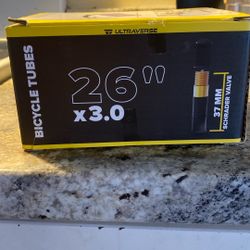 ULTRAVERSE
BICYCLE TUBES
26"
x3.0
37 MM
SCHRADER VALVE